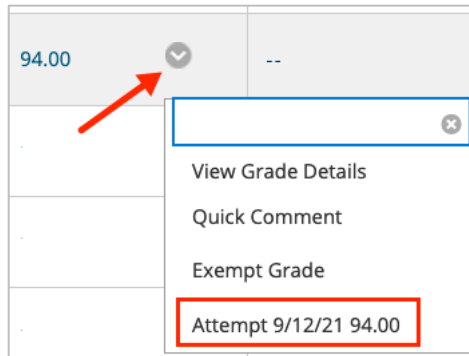 94.00
--
View Grade Details
Quick Comment
Exempt Grade
Attempt 9/12/21 94.00